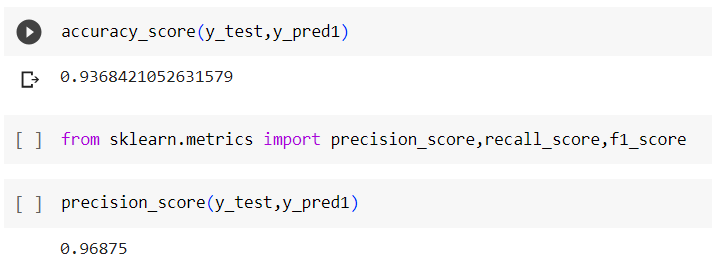 accuracy_score(y_test,y_pred1)
0.9368421052631579
[ ] from sklearn.metrics import precision_score,recall_score,f1_score
[ ] precision_score(y_test,y_pred1)
0.96875